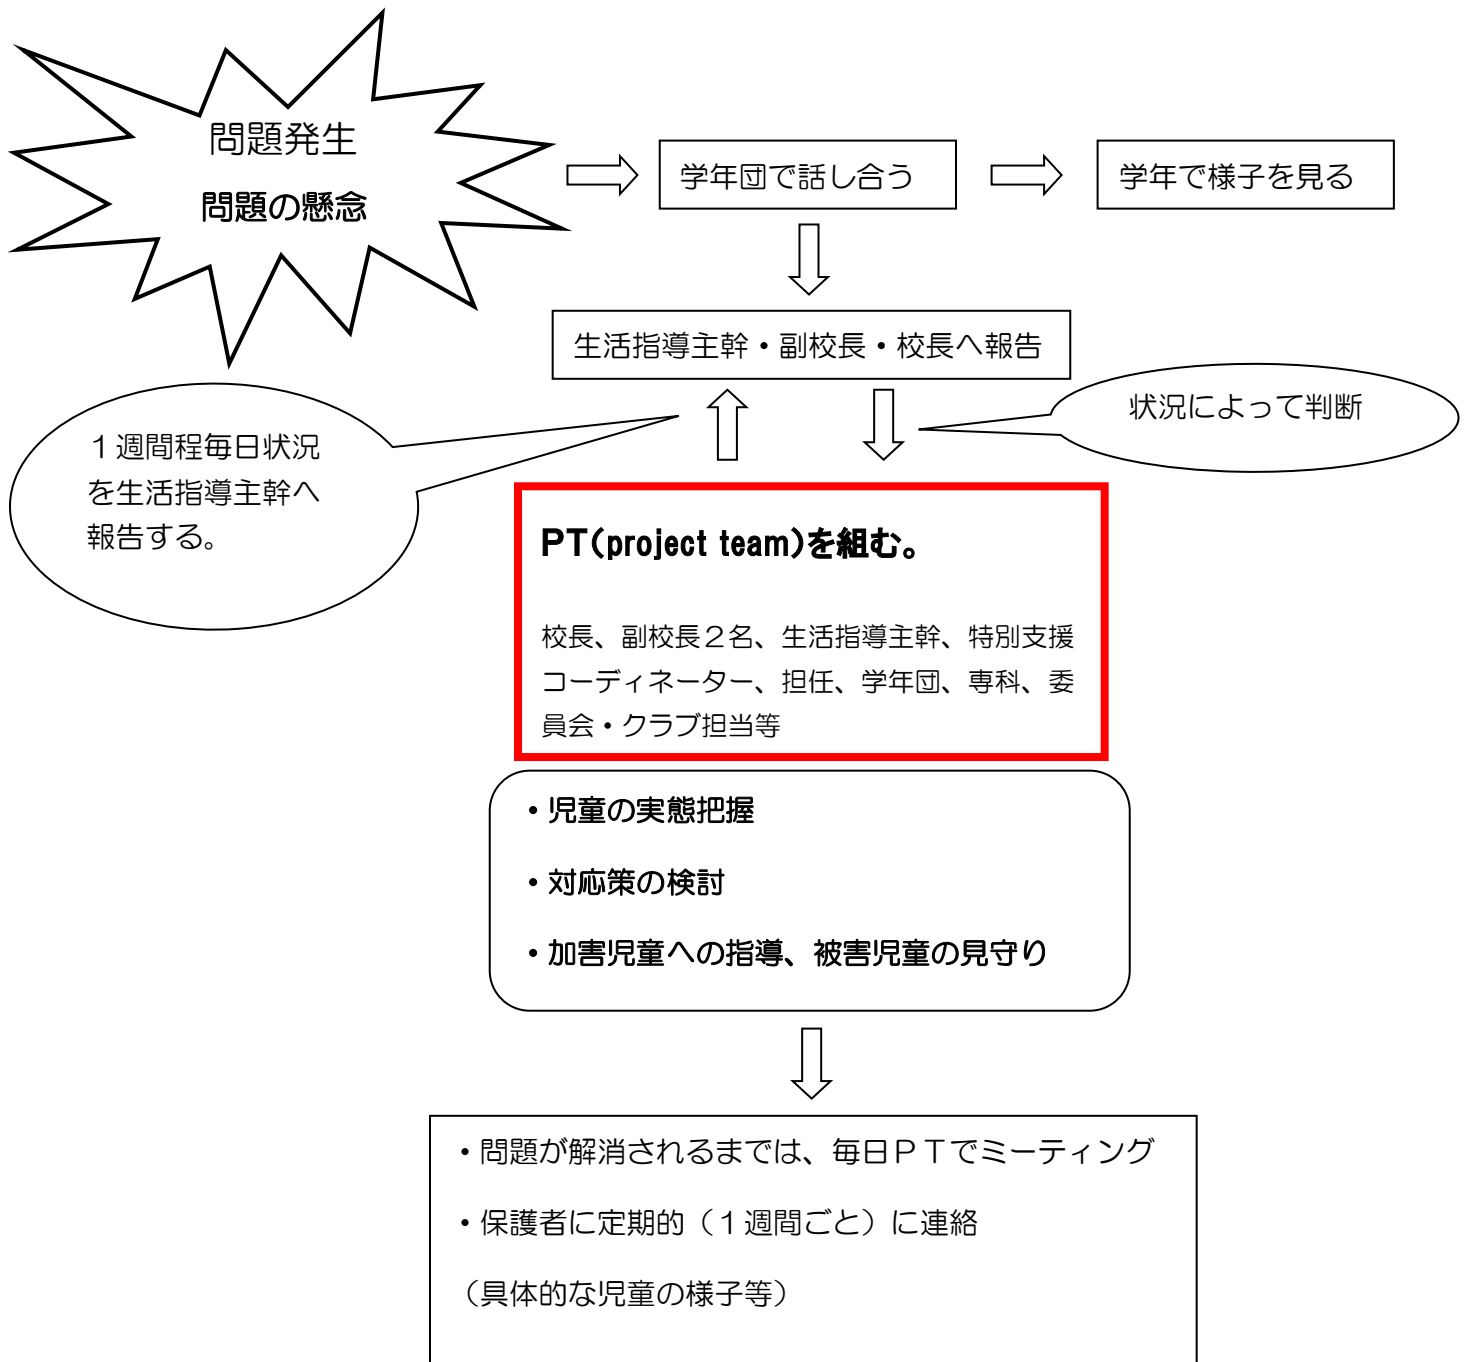 問題発生
問題の懸念
学年団で話し合う
学年で様子を見る
生活指導主幹・副校長・校長へ報告
状況によって判断
１週間程毎日状況
を生活指導主幹へ
報告する。
PT(project team)を組む。
校長、副校長２名、生活指導主幹、特別支援
コーディネーター、担任、学年団、専科、委
員会・クラブ担当等
・児童の実態把握
・対応策の検討
・加害児童への指導、被害児童の見守り
・問題が解消されるまでは、毎日ＰＴでミーティング
・保護者に定期的（１週間ごと）に連絡
（具体的な児童の様子等）